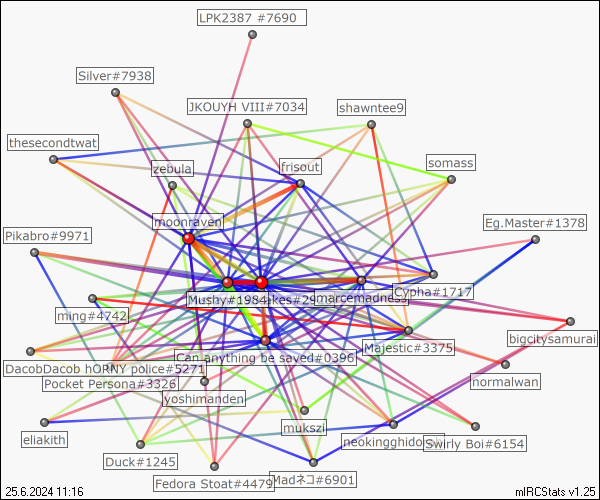 LPK2387 #7690
Silver#7938
JKOUYH VIII#7034
shawntee9
thesecondtwat
zebula
frisout
somass
moonraven
Eg.Master#1378
Pikabro#9971
Cypha#1717
Mushy#1984
akes#29
marcemadness
ming#4742
bigcitysamurai
Majestic#3375
Can anything be saved#0396
DacobDacob hORNY police#5271
Pocket Persona#3326
normalwan
yoshimanden
mukszi
eliakith
neokingghido
Swirly Boi#6154
Duck#1245
Fedora Stoat#4479
Madネコ#6901
25.6.2024 11:16
mIRCStats v1.25